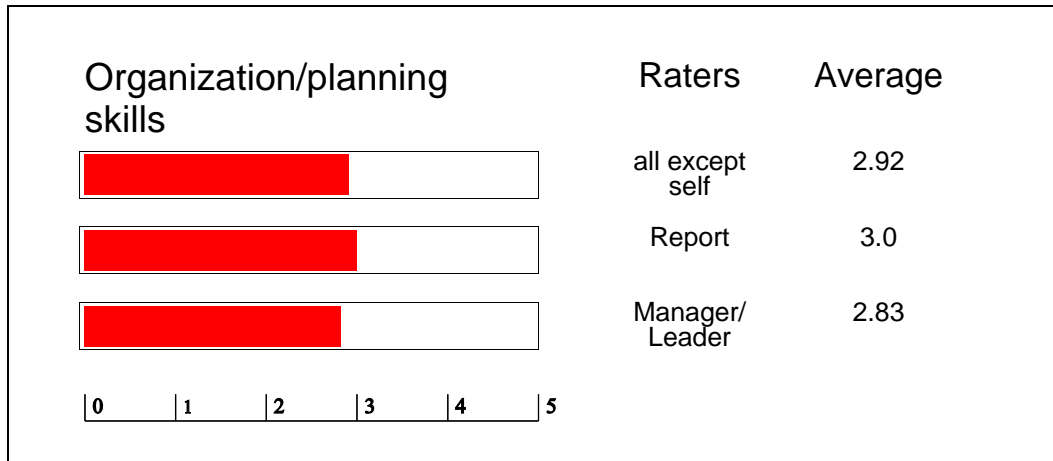 Organization/planning Raters Average
skills
all except 2.92
self
Report 3.0
Manager/ 2.83
Leader
0 1 2 3 4 5